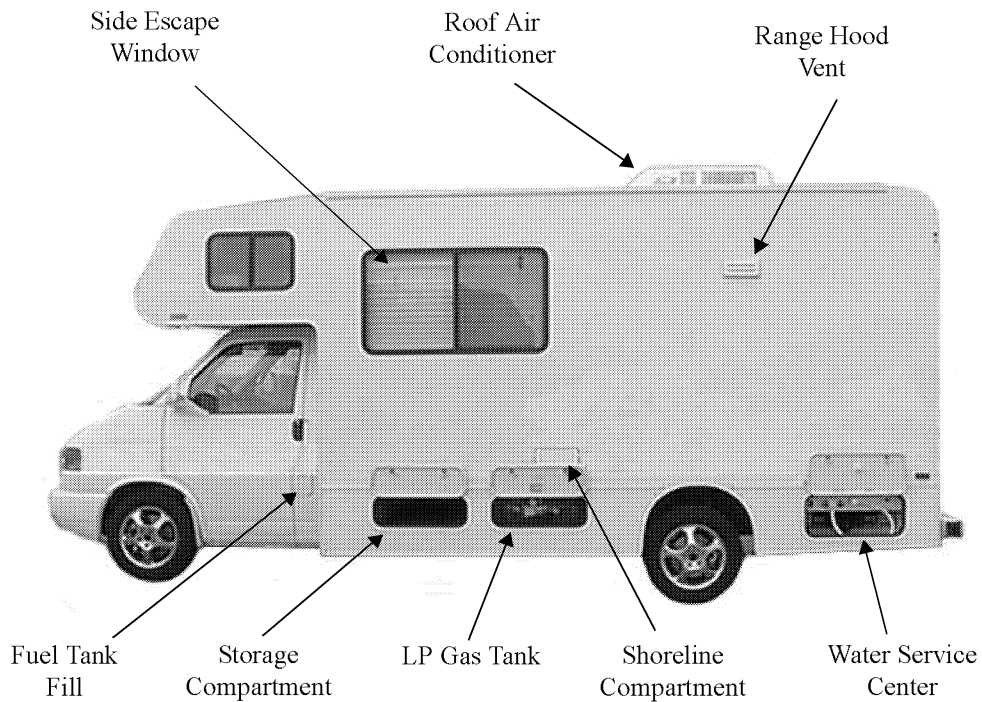 Side Escape
Window
Roof Air
Conditioner
Range Hood
Vent
Fuel Tank
Fill
Storage
Compartment
LP Gas Tank
Shoreline
Compartment
Water Service
Center